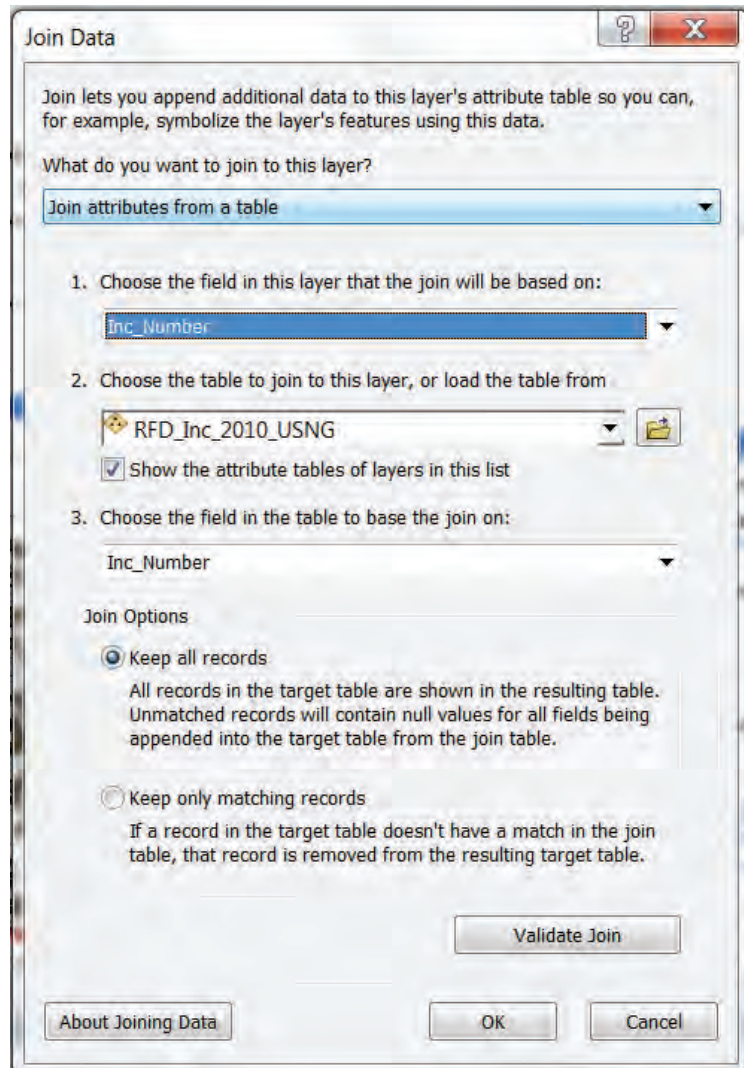 Join Data
Join lets you append additional data to this layer's attribute table so you can,
for example, symbolize the layer's features using this data.
What do you want to join to this layer?
Join attributes from a table
1. Choose the field in this layer that the join will be based on:
Inc_Number
2. Choose the table to join to this layer, or load the table from
RFD_Inc_2010_USNG
Show the attribute tables of layers in this list
3. Choose the field in the table to base the join on:
Inc_Number
Join Options
Keep all records
All records in the target table are shown in the resulting table.
Unmatched records will contain null values for all fields being
appended into the target table from the join table.
Keep only matching records
If a record in the target table doesn't have a match in the join
table, that record is removed from the resulting target table.
Validate Join
About Joining Data OK Cancel